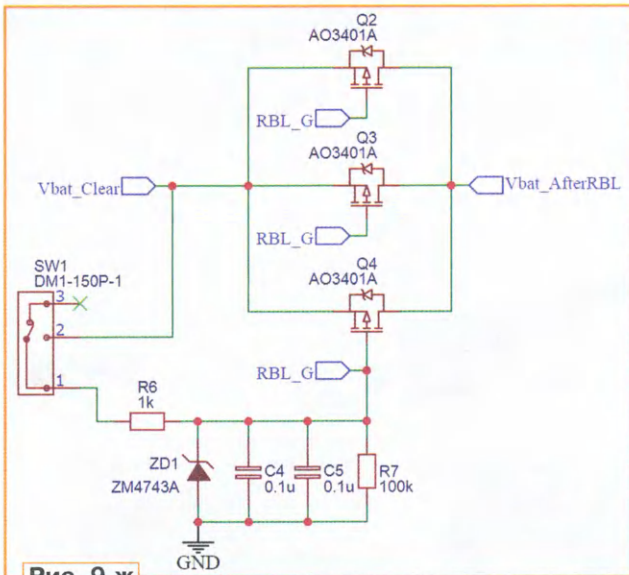 Q2
AO3401A
RBL_G
Q3
AO3401A
Vbat_Clear
Vbat_AfterRBL
RBL_G
SW1
DM1-150P-1
Q4
AO3401A
3
2
1
RBL_G
R6
1k
ZD1
ZM4743A
C4
0.1u
C5
0.1u
R7
100k
GND
Рис. 9-ж